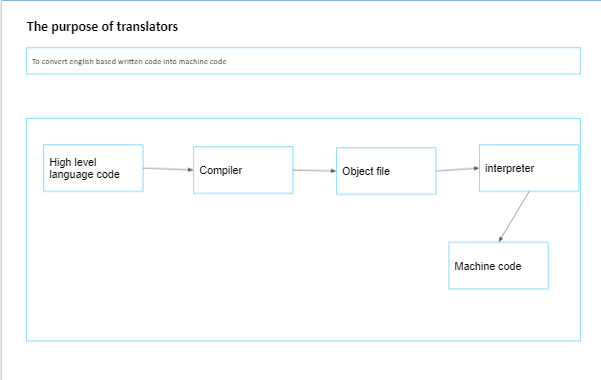 The purpose of translators
To convert english based written code into machine code
High level
language code
Compiler
Object file
interpreter
Machine code